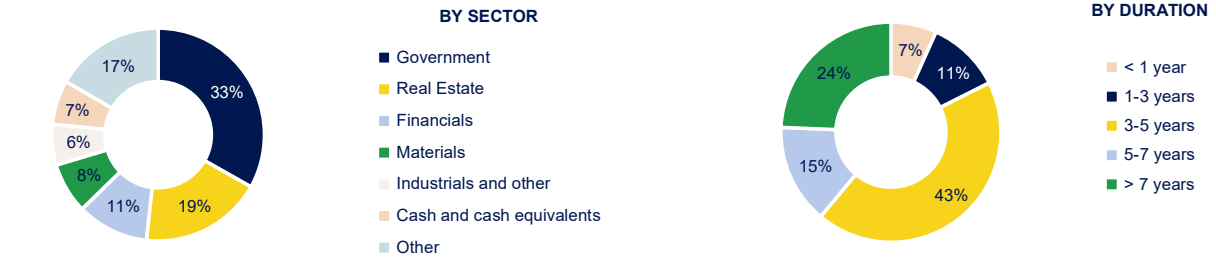 BY SECTOR
17%
33%
7%
6%
8%
11%
19%
Government
Real Estate
Financials
Materials
Industrials and other
Cash and cash equivalents
Other
BY DURATION
7%
11%
24%
15%
43%
< 1 year
1-3 years
3-5 years
5-7 years
> 7 years